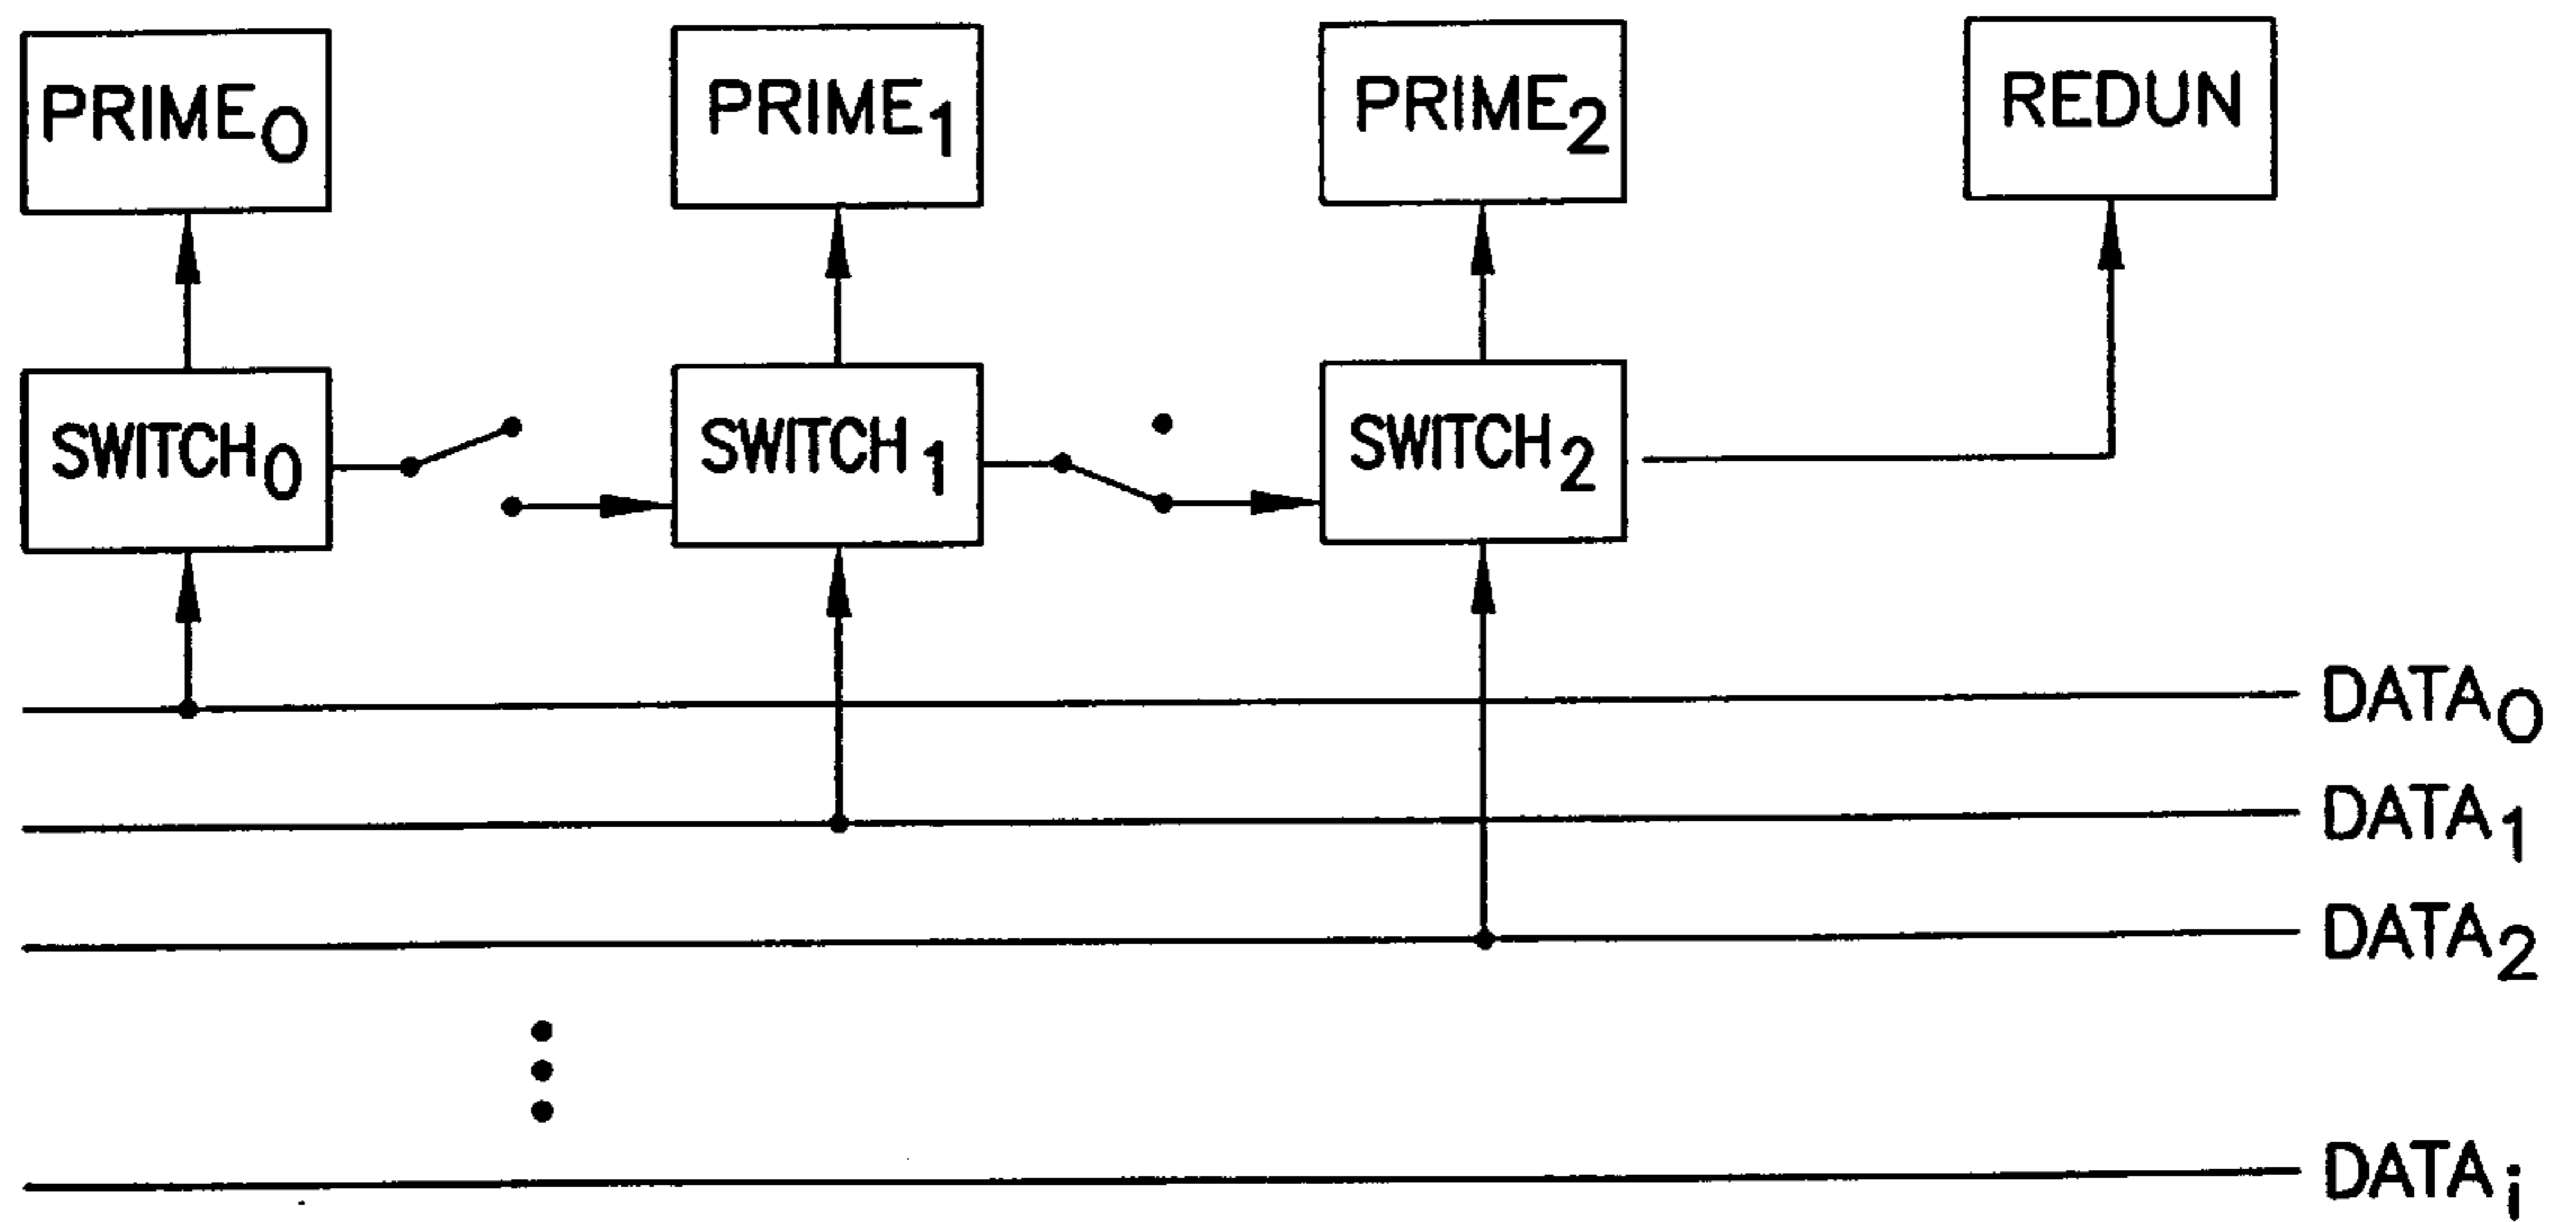 PRIME₀ PRIME₁ PRIME₂ REDUN
SWITCH₀ SWITCH₁ SWITCH₂
DATA₀
DATA₁
DATA₂
DATAᵢ